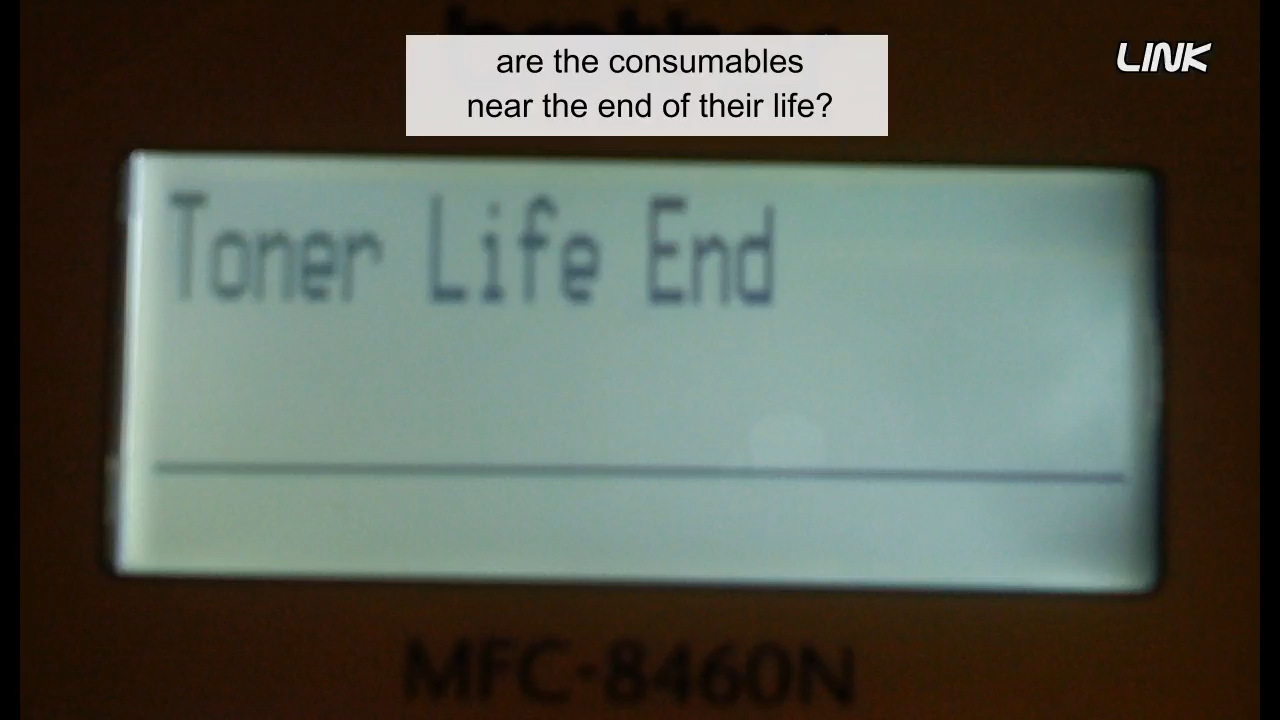 are the consumables
near the end of their life?
LINK
Toner Life End
MFC-8460N